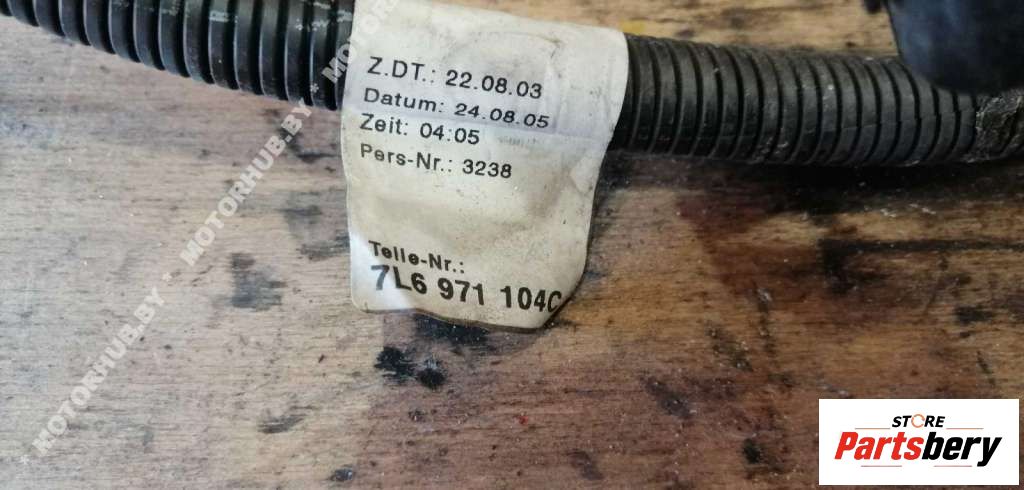 Z.DT.: 22.08.03
Datum: 24.08.05
Zeit: 04:05
Pers-Nr.: 3238
Teile-Nr.:
7L6 971 104C
* MOTORHUB.BY * MOTORHUB.BY * MOTORHUB.BY
STORE
Partsbery